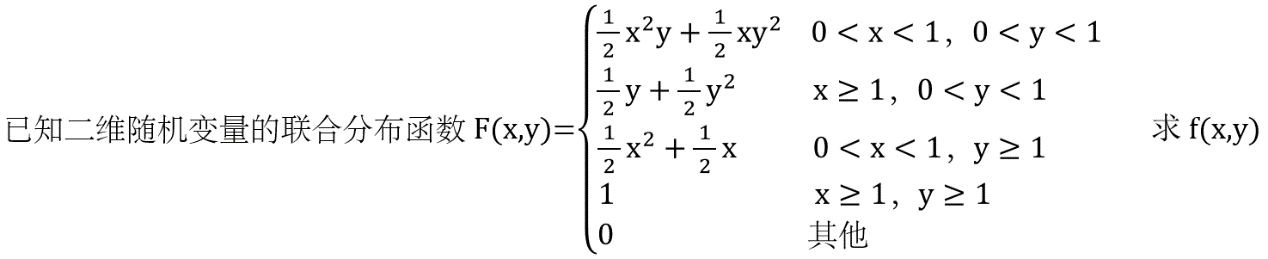 ½x²y + ½xy² 0 < x < 1, 0 < y < 1
½y + ½y² x ≥ 1, 0 < y < 1
已知二维随机变量的联合分布函数 F(x,y)={ 求 f(x,y)
½x² + ½x 0 < x < 1, y ≥ 1
1 x ≥ 1, y ≥ 1
0 其他